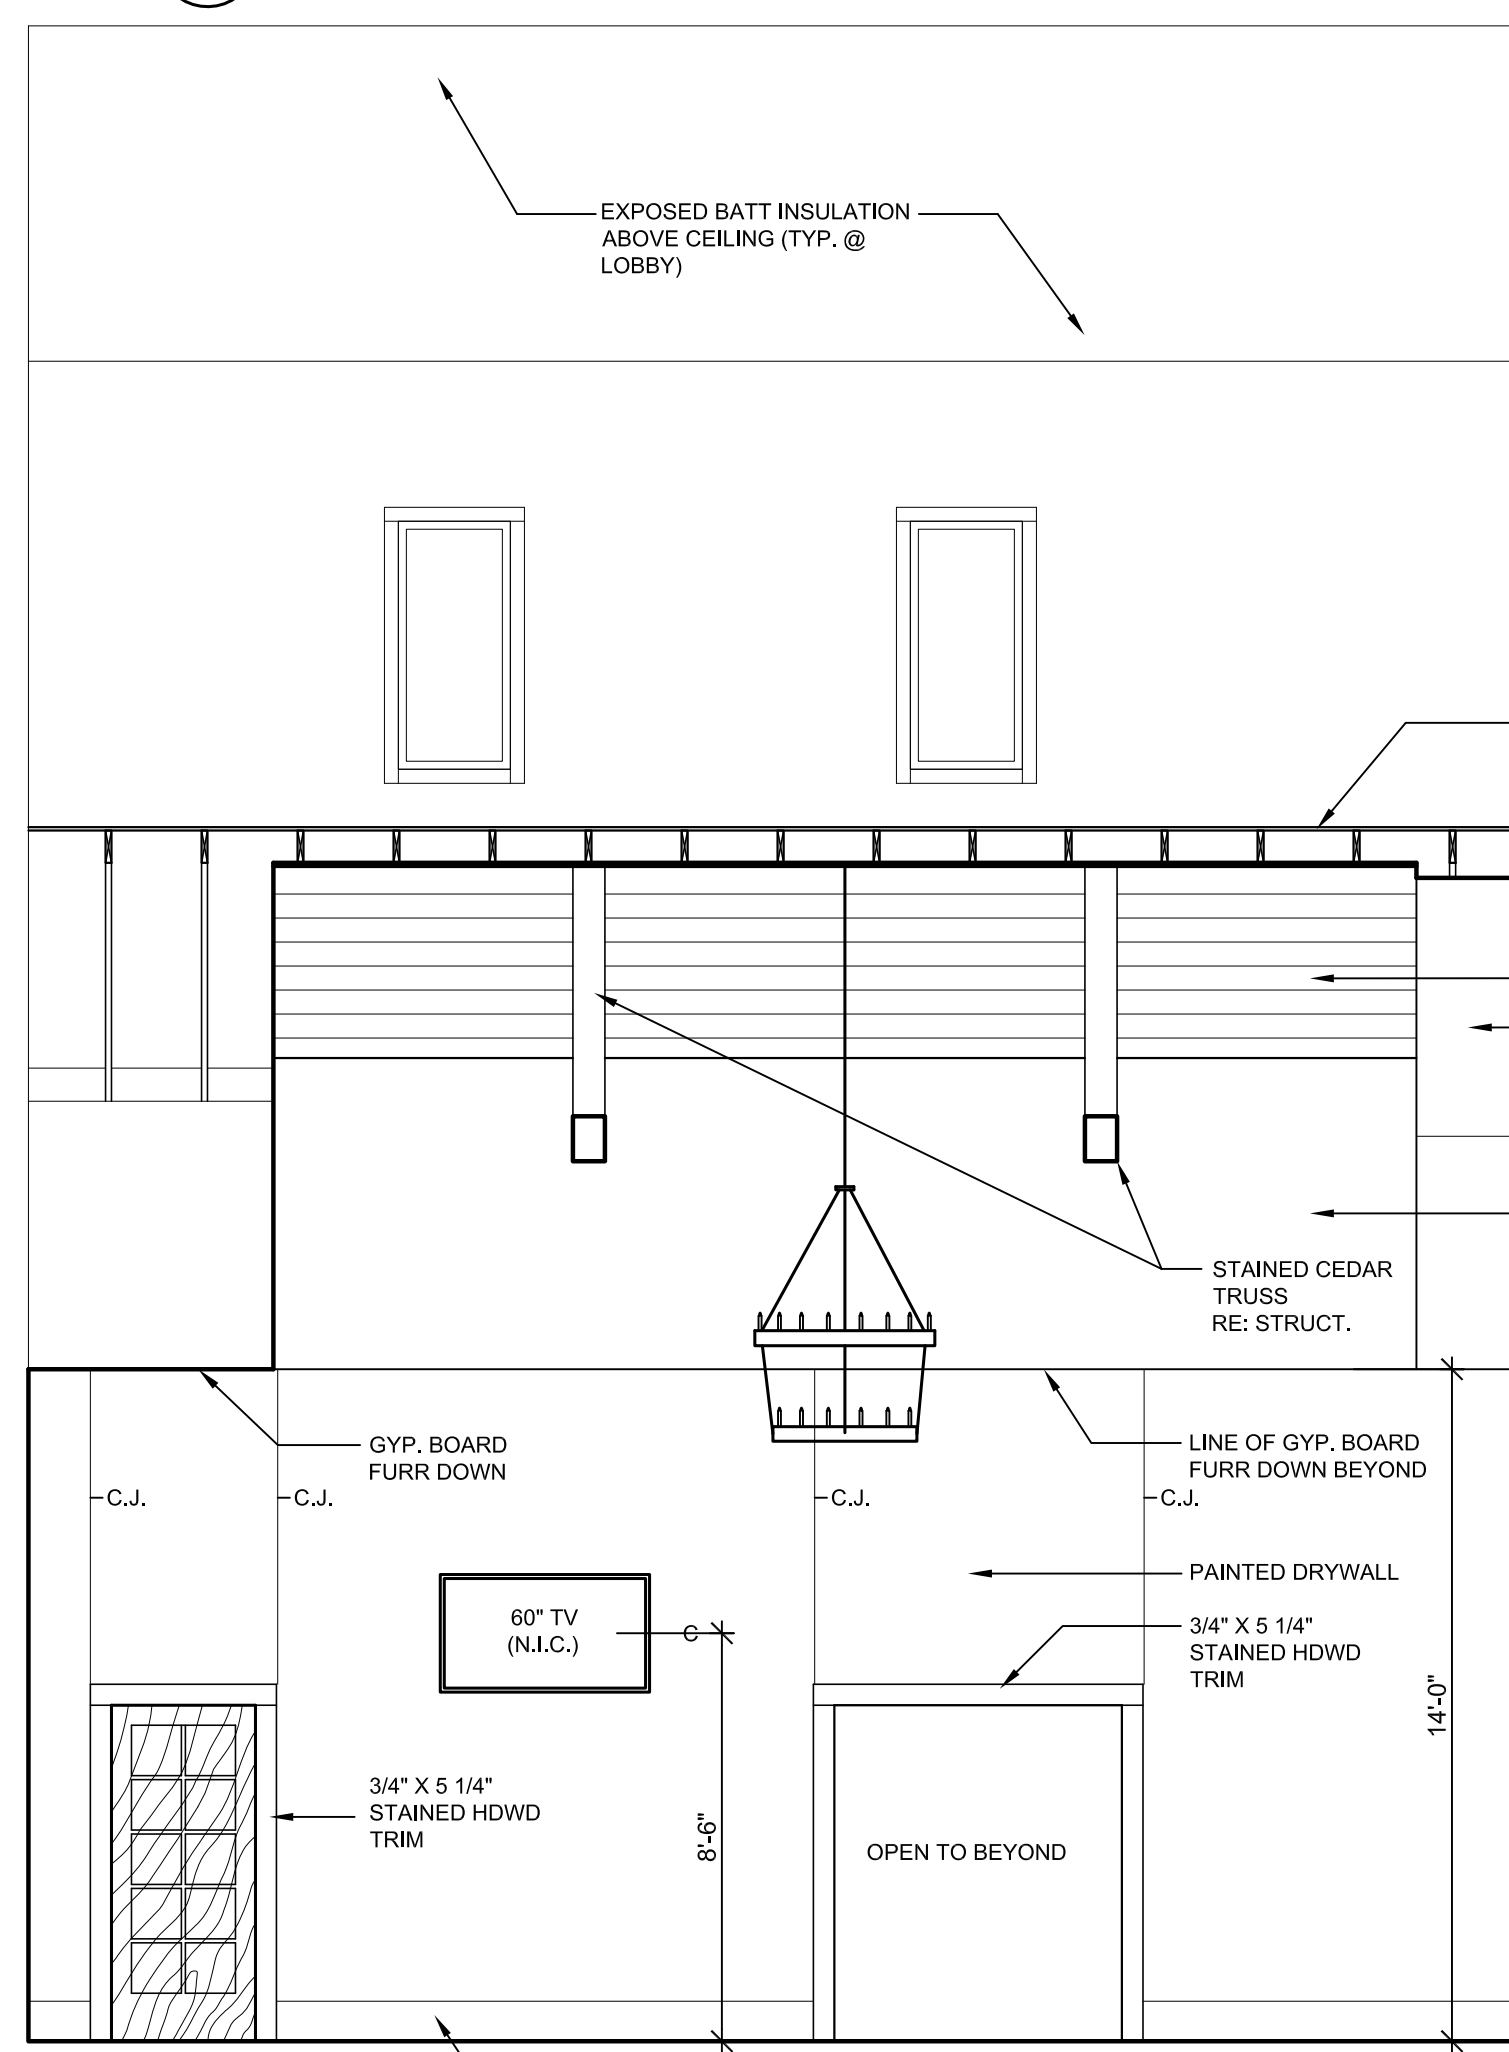 EXPOSED BATT INSULATION
ABOVE CEILING (TYP. @
LOBBY)
STAINED CEDAR
TRUSS
RE: STRUCT.
GYP. BOARD
FURR DOWN
LINE OF GYP. BOARD
FURR DOWN BEYOND
C.J.
C.J.
C.J.
C.J.
PAINTED DRYWALL
60" TV
(N.I.C.)
C
3/4" X 5 1/4"
STAINED HDWD
TRIM
14'-0"
3/4" X 5 1/4"
STAINED HDWD
TRIM
8'-6"
OPEN TO BEYOND